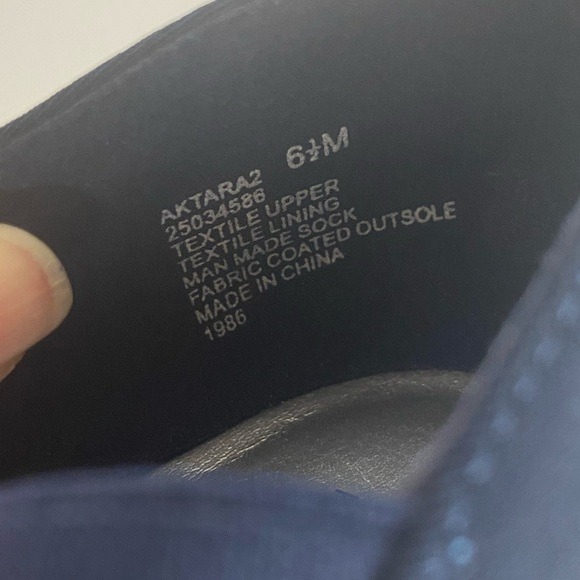 AKTARA2 6½M
25034586
TEXTILE UPPER
TEXTILE LINING
MAN MADE SOCK
FABRIC COATED OUTSOLE
MADE IN CHINA
1986